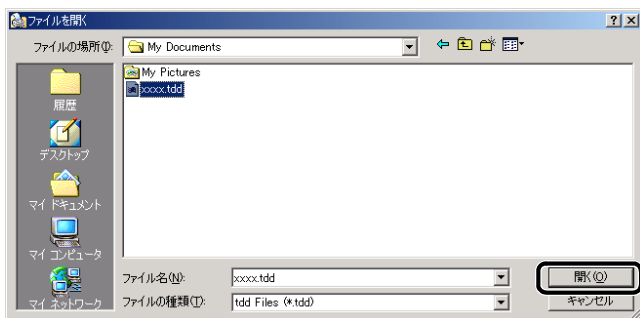 ファイルを開く
ファイルの場所(I):
My Documents
My Pictures
xxxx.tdd
履歴
デスクトップ
マイ ドキュメント
マイ コンピュータ
マイ ネットワーク
ファイル名(N):
xxxx.tdd
開く(O)
ファイルの種類(T):
tdd Files (*.tdd)
キャンセル